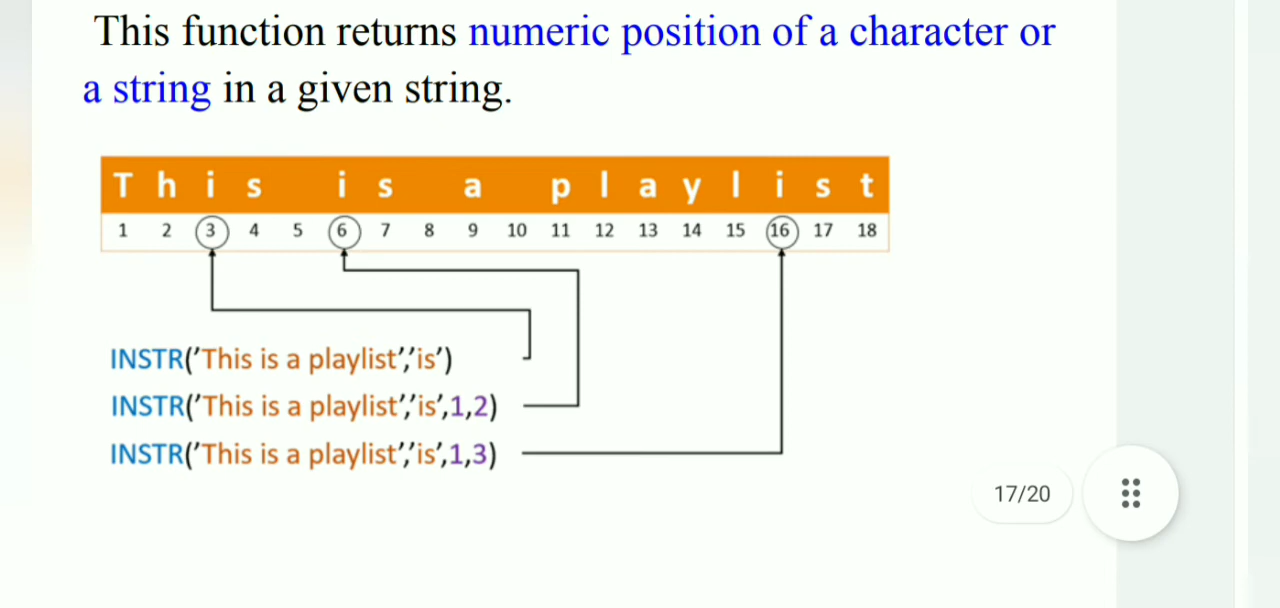 This function returns numeric position of a character or
a string in a given string.
T h i s i s a p l a y l i s t
1 2 3 4 5 6 7 8 9 10 11 12 13 14 15 16 17 18
INSTR('This is a playlist','is')
INSTR('This is a playlist','is',1,2)
INSTR('This is a playlist','is',1,3)
17/20